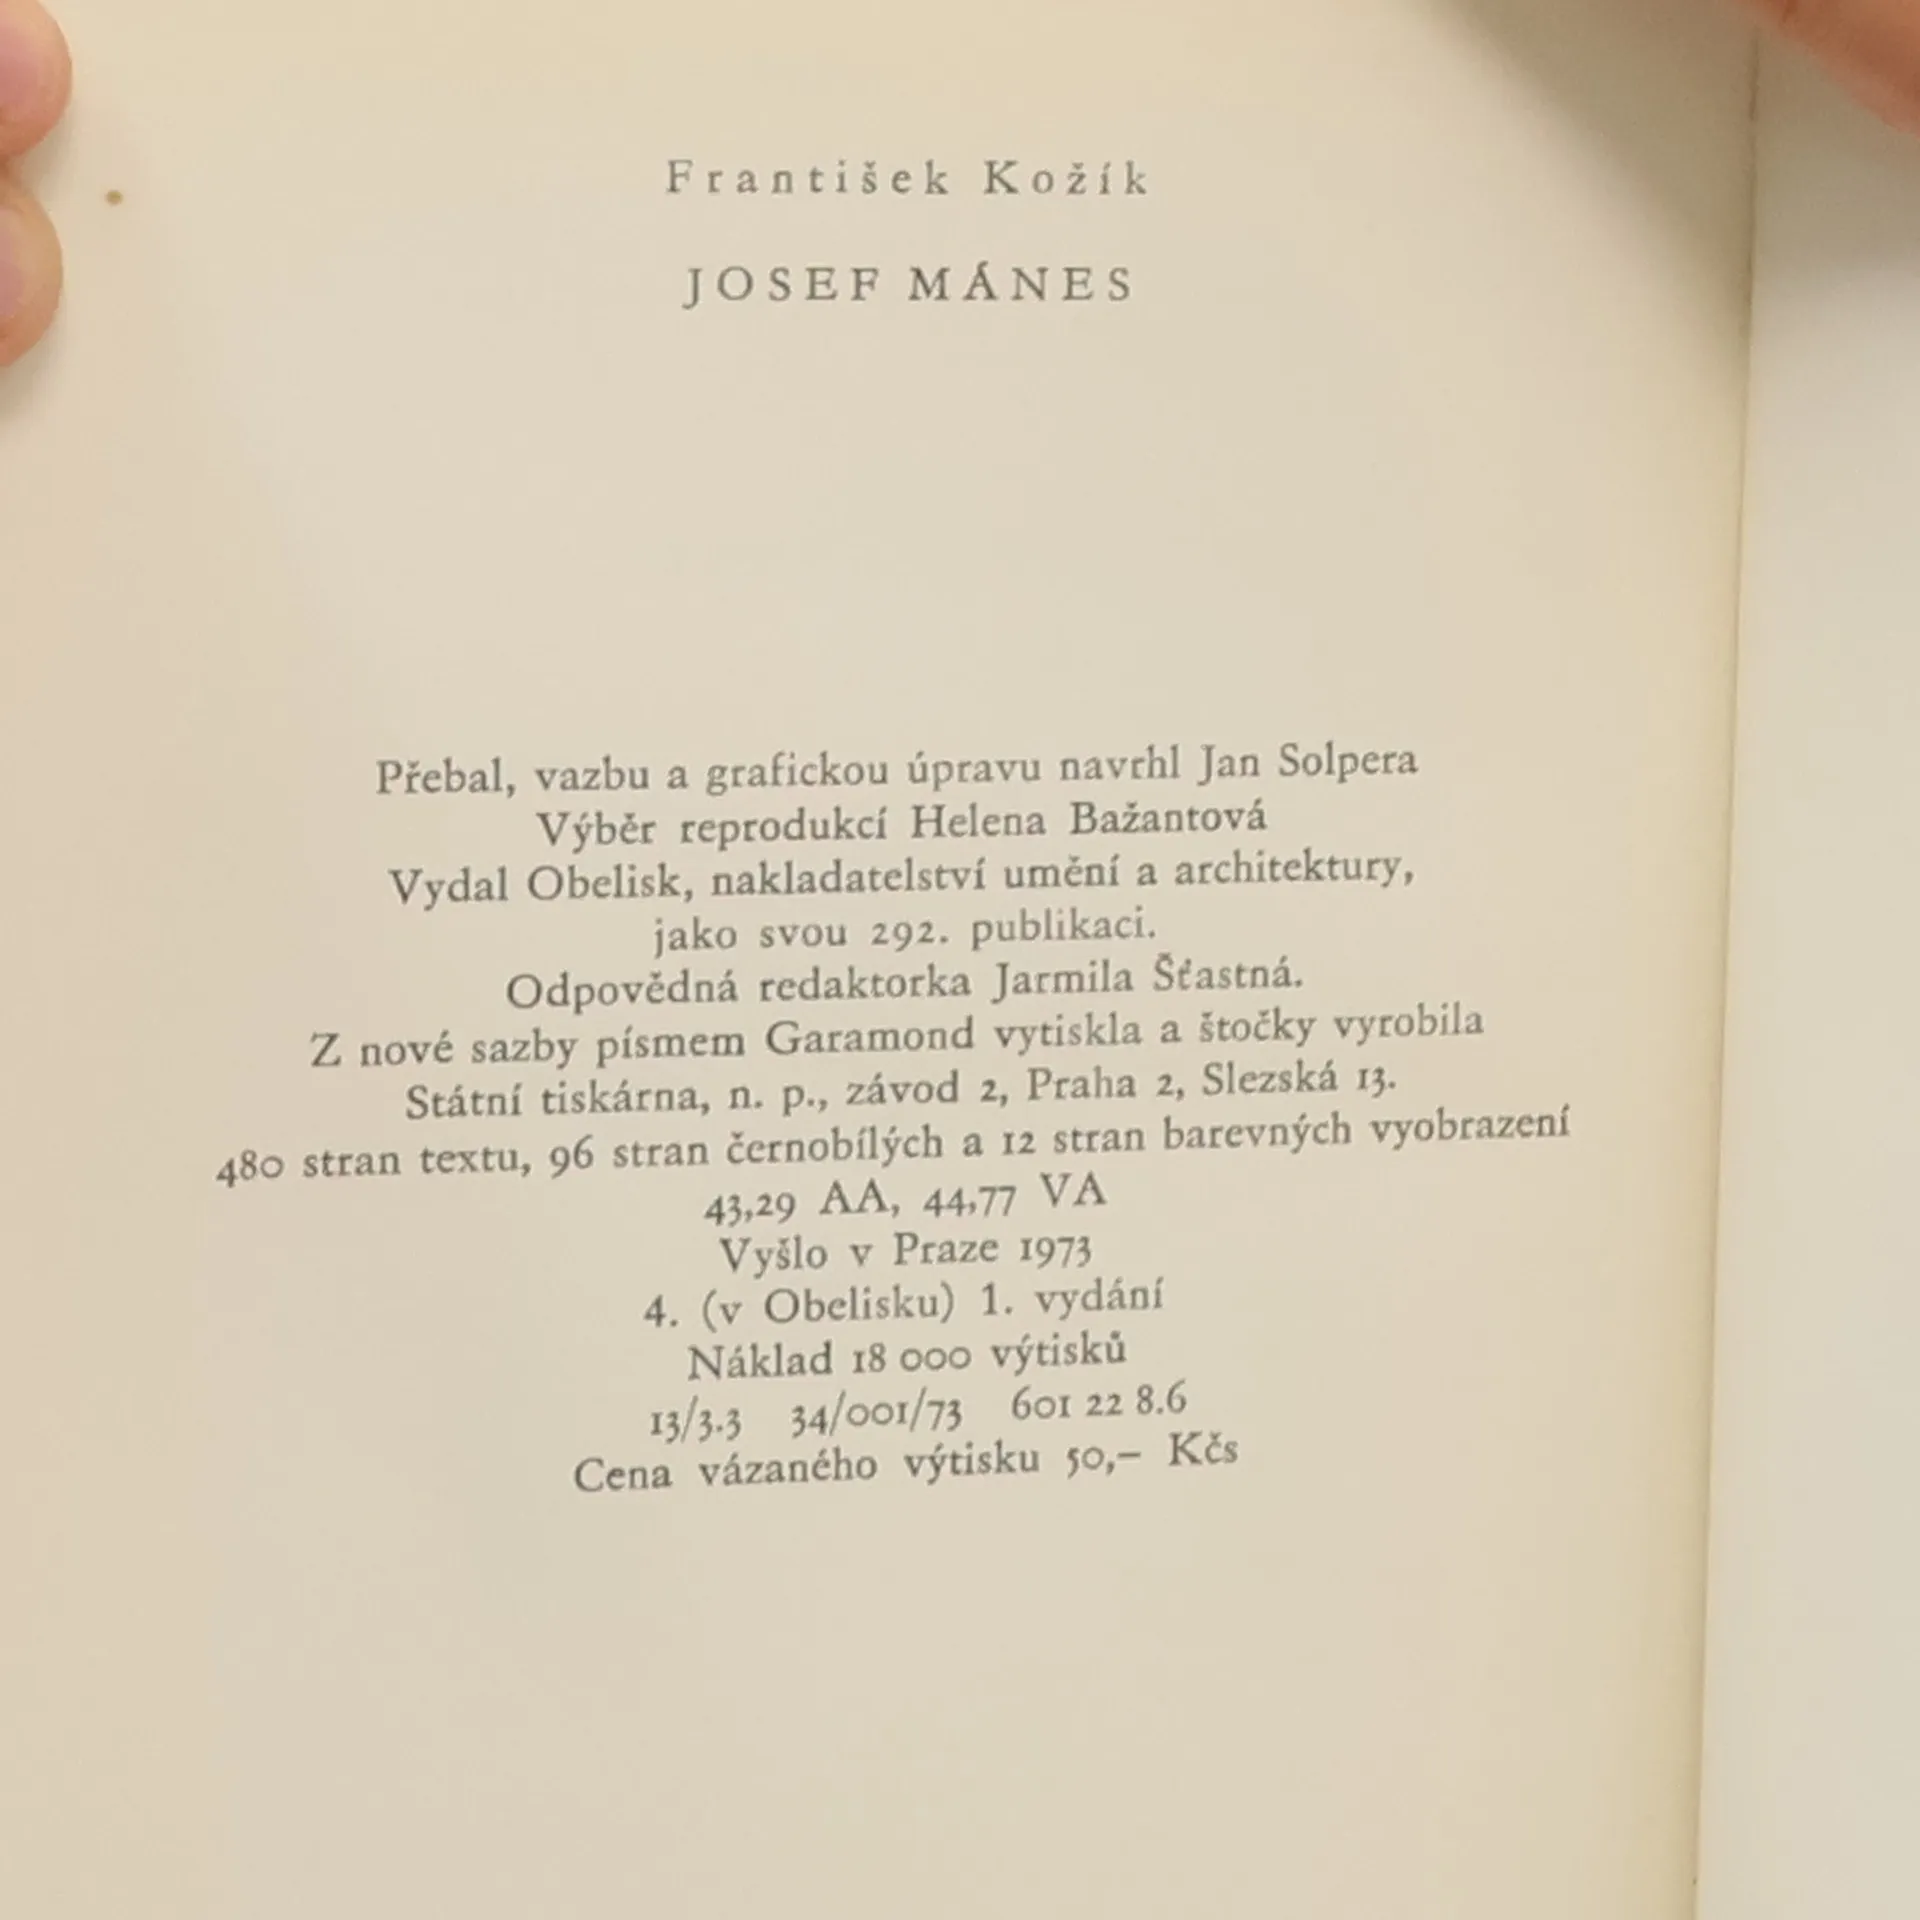 František Kožík
JOSEF MÁNES
Přebal, vazbu a grafickou úpravu navrhl Jan Solpera
Výběr reprodukcí Helena Bažantová
Vydal Obelisk, nakladatelství umění a architektury,
jako svou 292. publikaci.
Odpovědná redaktorka Jarmila Šťastná.
Z nové sazby písmem Garamond vytiskla a štočky vyrobila
Státní tiskárna, n. p., závod 2, Praha 2, Slezská 13.
480 stran textu, 96 stran černobílých a 12 stran barevných vyobrazení
43,29 AA, 44,77 VA
Vyšlo v Praze 1973
4. (v Obelisku) 1. vydání
Náklad 18 000 výtisků
13/3.3 34/001/73 601 22 8.6
Cena vázaného výtisku 50,– Kčs